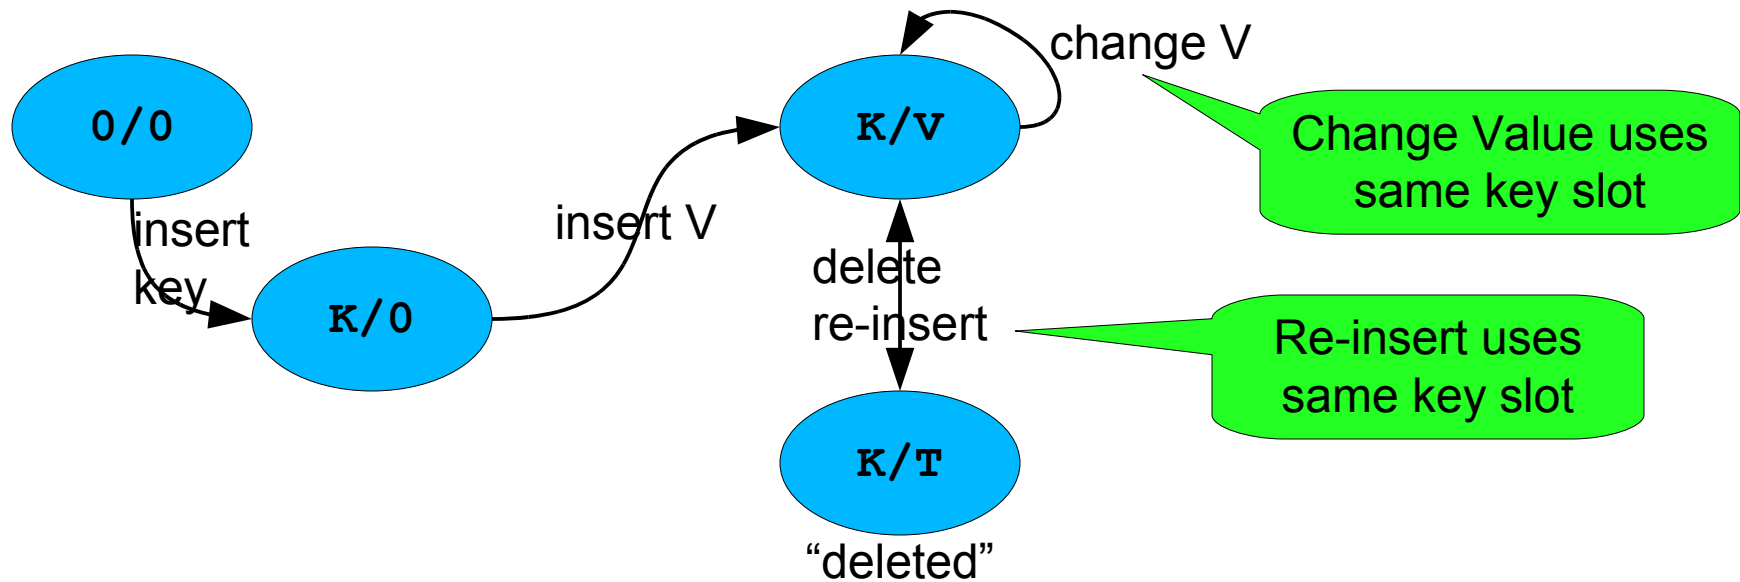 change V
0/0
K/V
Change Value uses
same key slot
insert
key
insert V
K/0
delete
re-insert
Re-insert uses
same key slot
K/T
“deleted”